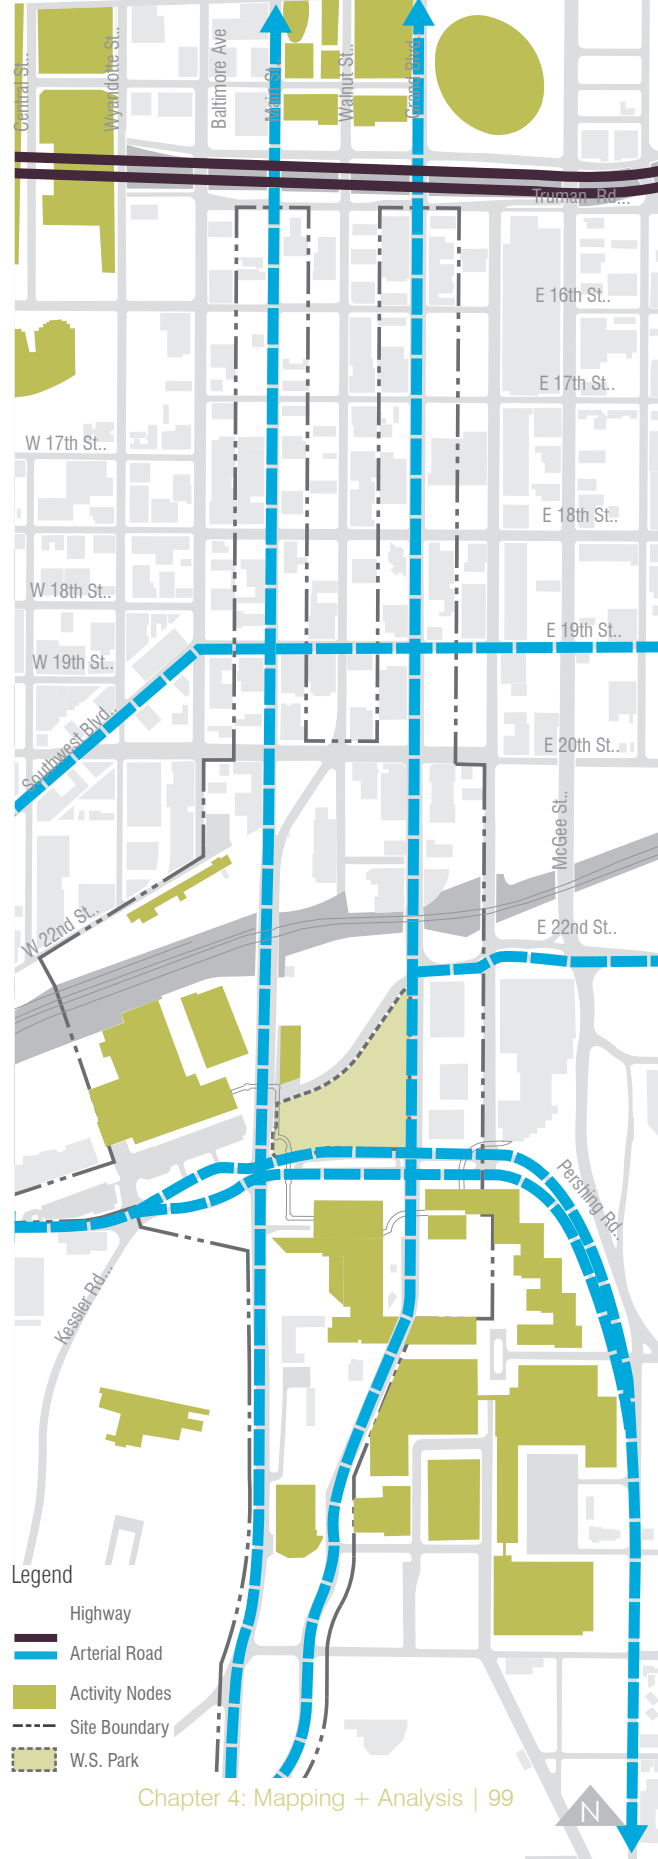 Central St..
Wyandotte St..
Baltimore Ave
Main St..
Walnut St..
Grand Blvd..
Truman Rd...
E 16th St..
E 17th St..
W 17th St..
E 18th St..
W 18th St..
E 19th St..
W 19th St..
Southwest Blvd..
E 20th St..
McGee St..
W 22nd St..
E 22nd St..
Pershing Rd..
Kessler Rd...
Legend
Highway
Arterial Road
Activity Nodes
Site Boundary
W.S. Park
Chapter 4: Mapping + Analysis | 99
N